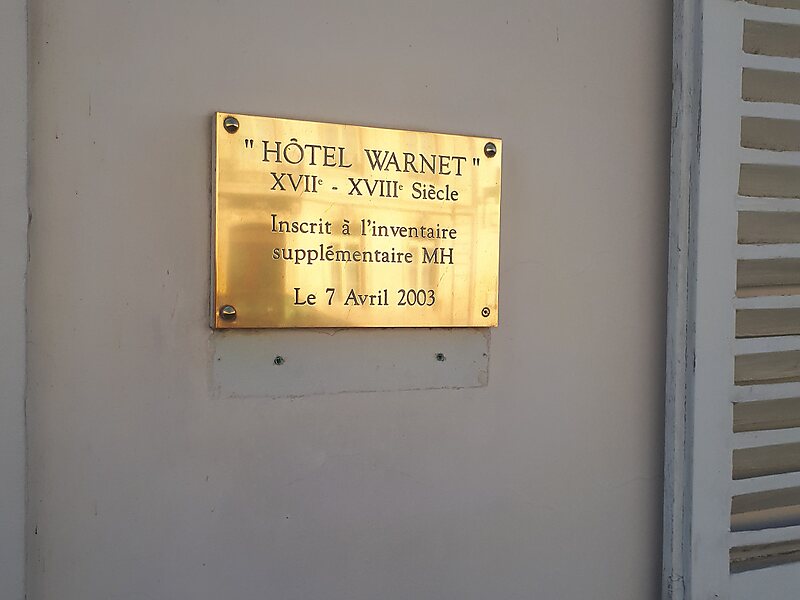 " HÔTEL WARNET "
XVIIe - XVIIIe Siècle
Inscrit à l'inventaire
supplémentaire MH
Le 7 Avril 2003